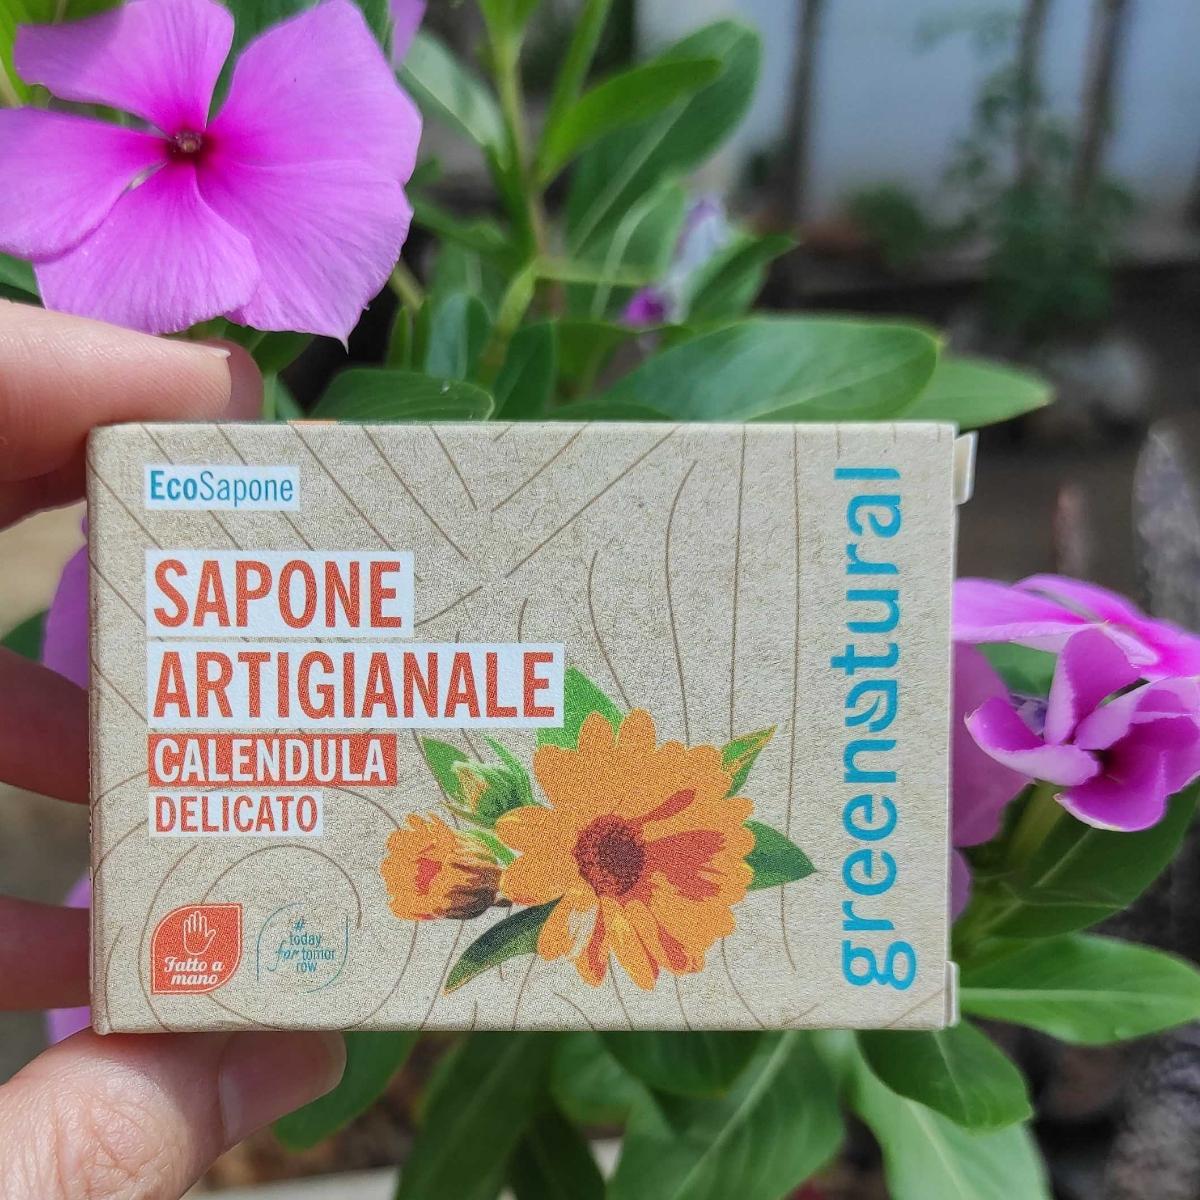 EcoSapone
SAPONE
ARTIGIANALE
CALENDULA
DELICATO
Fatto a
mano
#
today
for tomor
row
greenatural